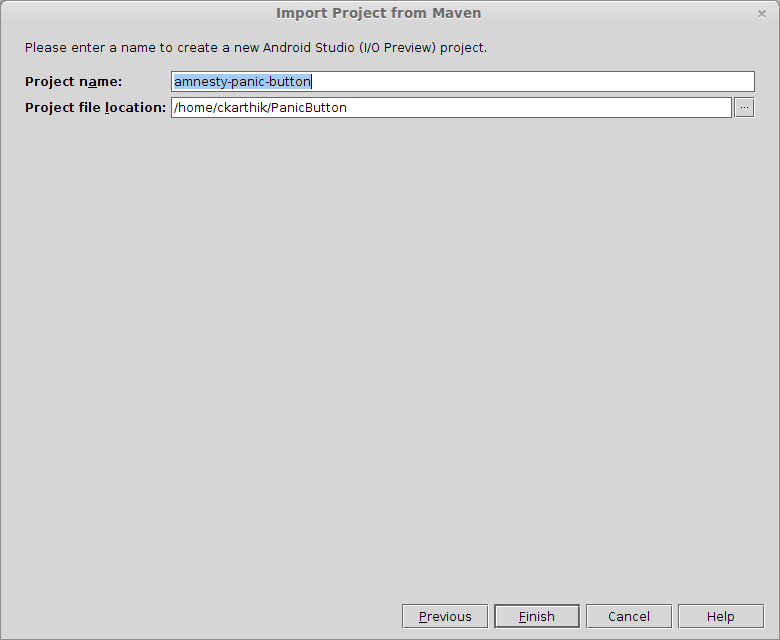 Import Project from Maven
Please enter a name to create a new Android Studio (I/O Preview) project.
Project name: amnesty-panic-button
Project file location: /home/ckarthik/PanicButton ...
Previous Finish Cancel Help